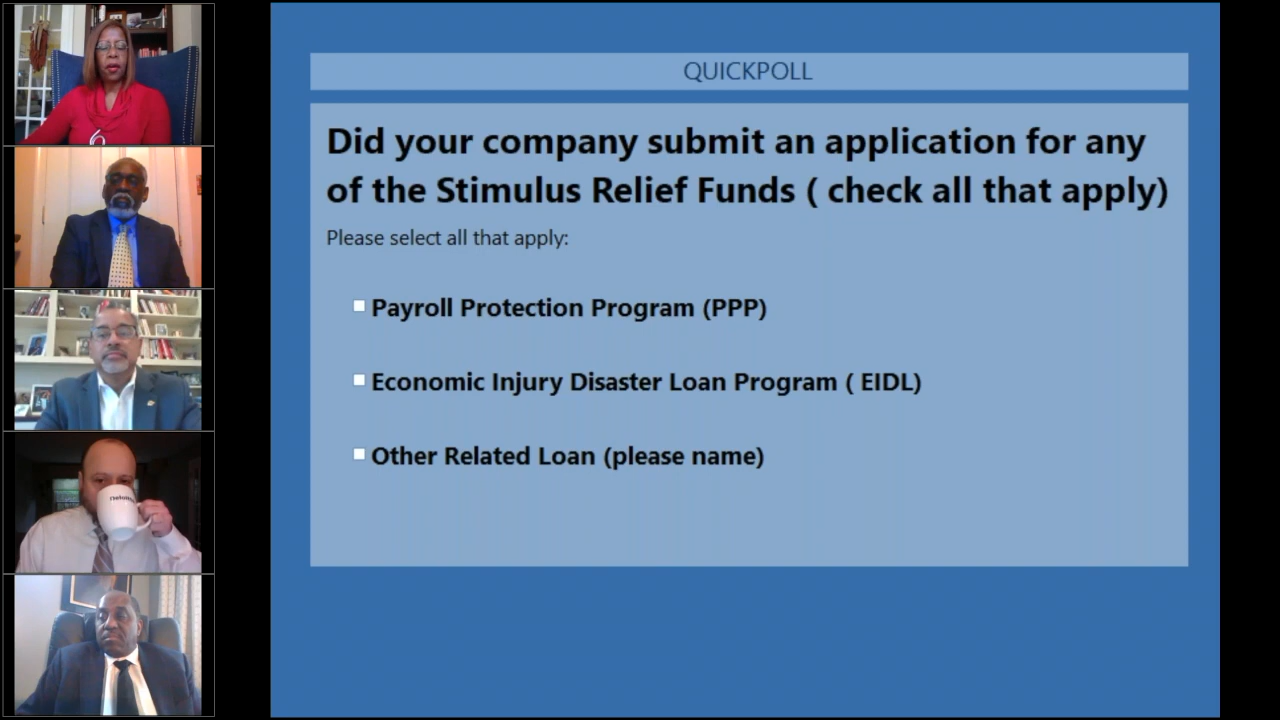 QUICKPOLL
Did your company submit an application for any
of the Stimulus Relief Funds ( check all that apply)
Please select all that apply:
Payroll Protection Program (PPP)
Economic Injury Disaster Loan Program ( EIDL)
Other Related Loan (please name)